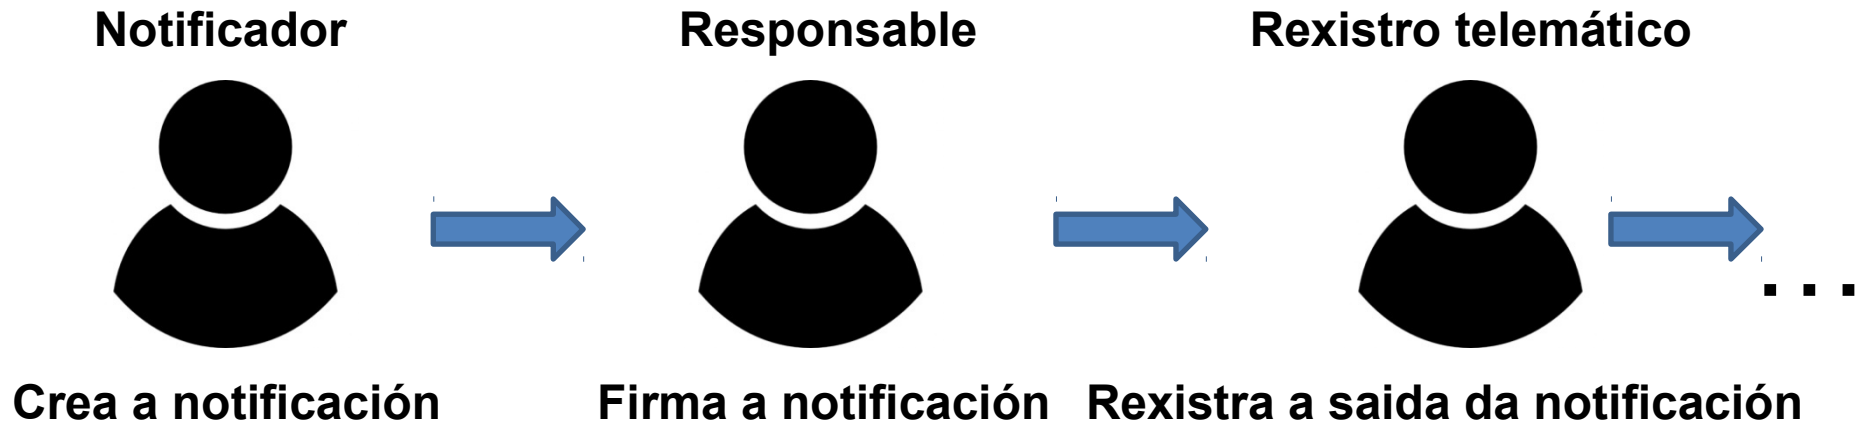 Notificador
Responsable
Rexistro telemático
. . .
Crea a notificación
Firma a notificación
Rexistra a saida da notificación